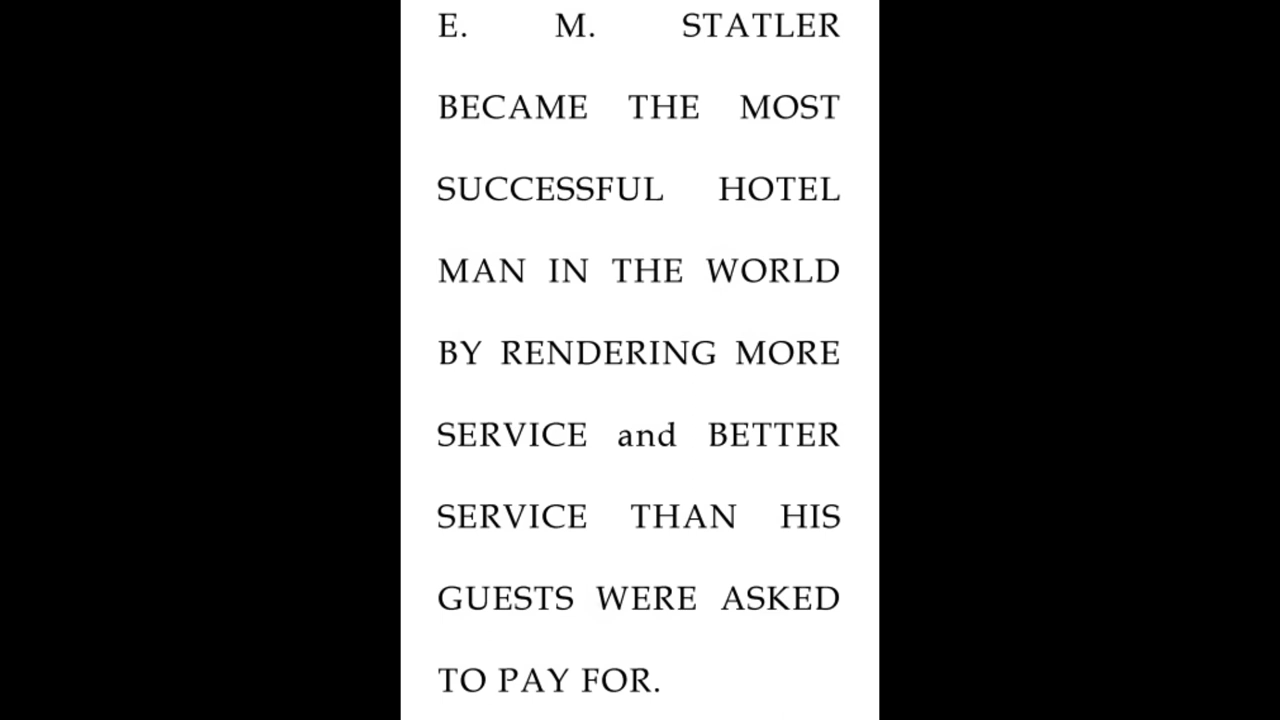 E. M. STATLER
BECAME THE MOST
SUCCESSFUL HOTEL
MAN IN THE WORLD
BY RENDERING MORE
SERVICE and BETTER
SERVICE THAN HIS
GUESTS WERE ASKED
TO PAY FOR.